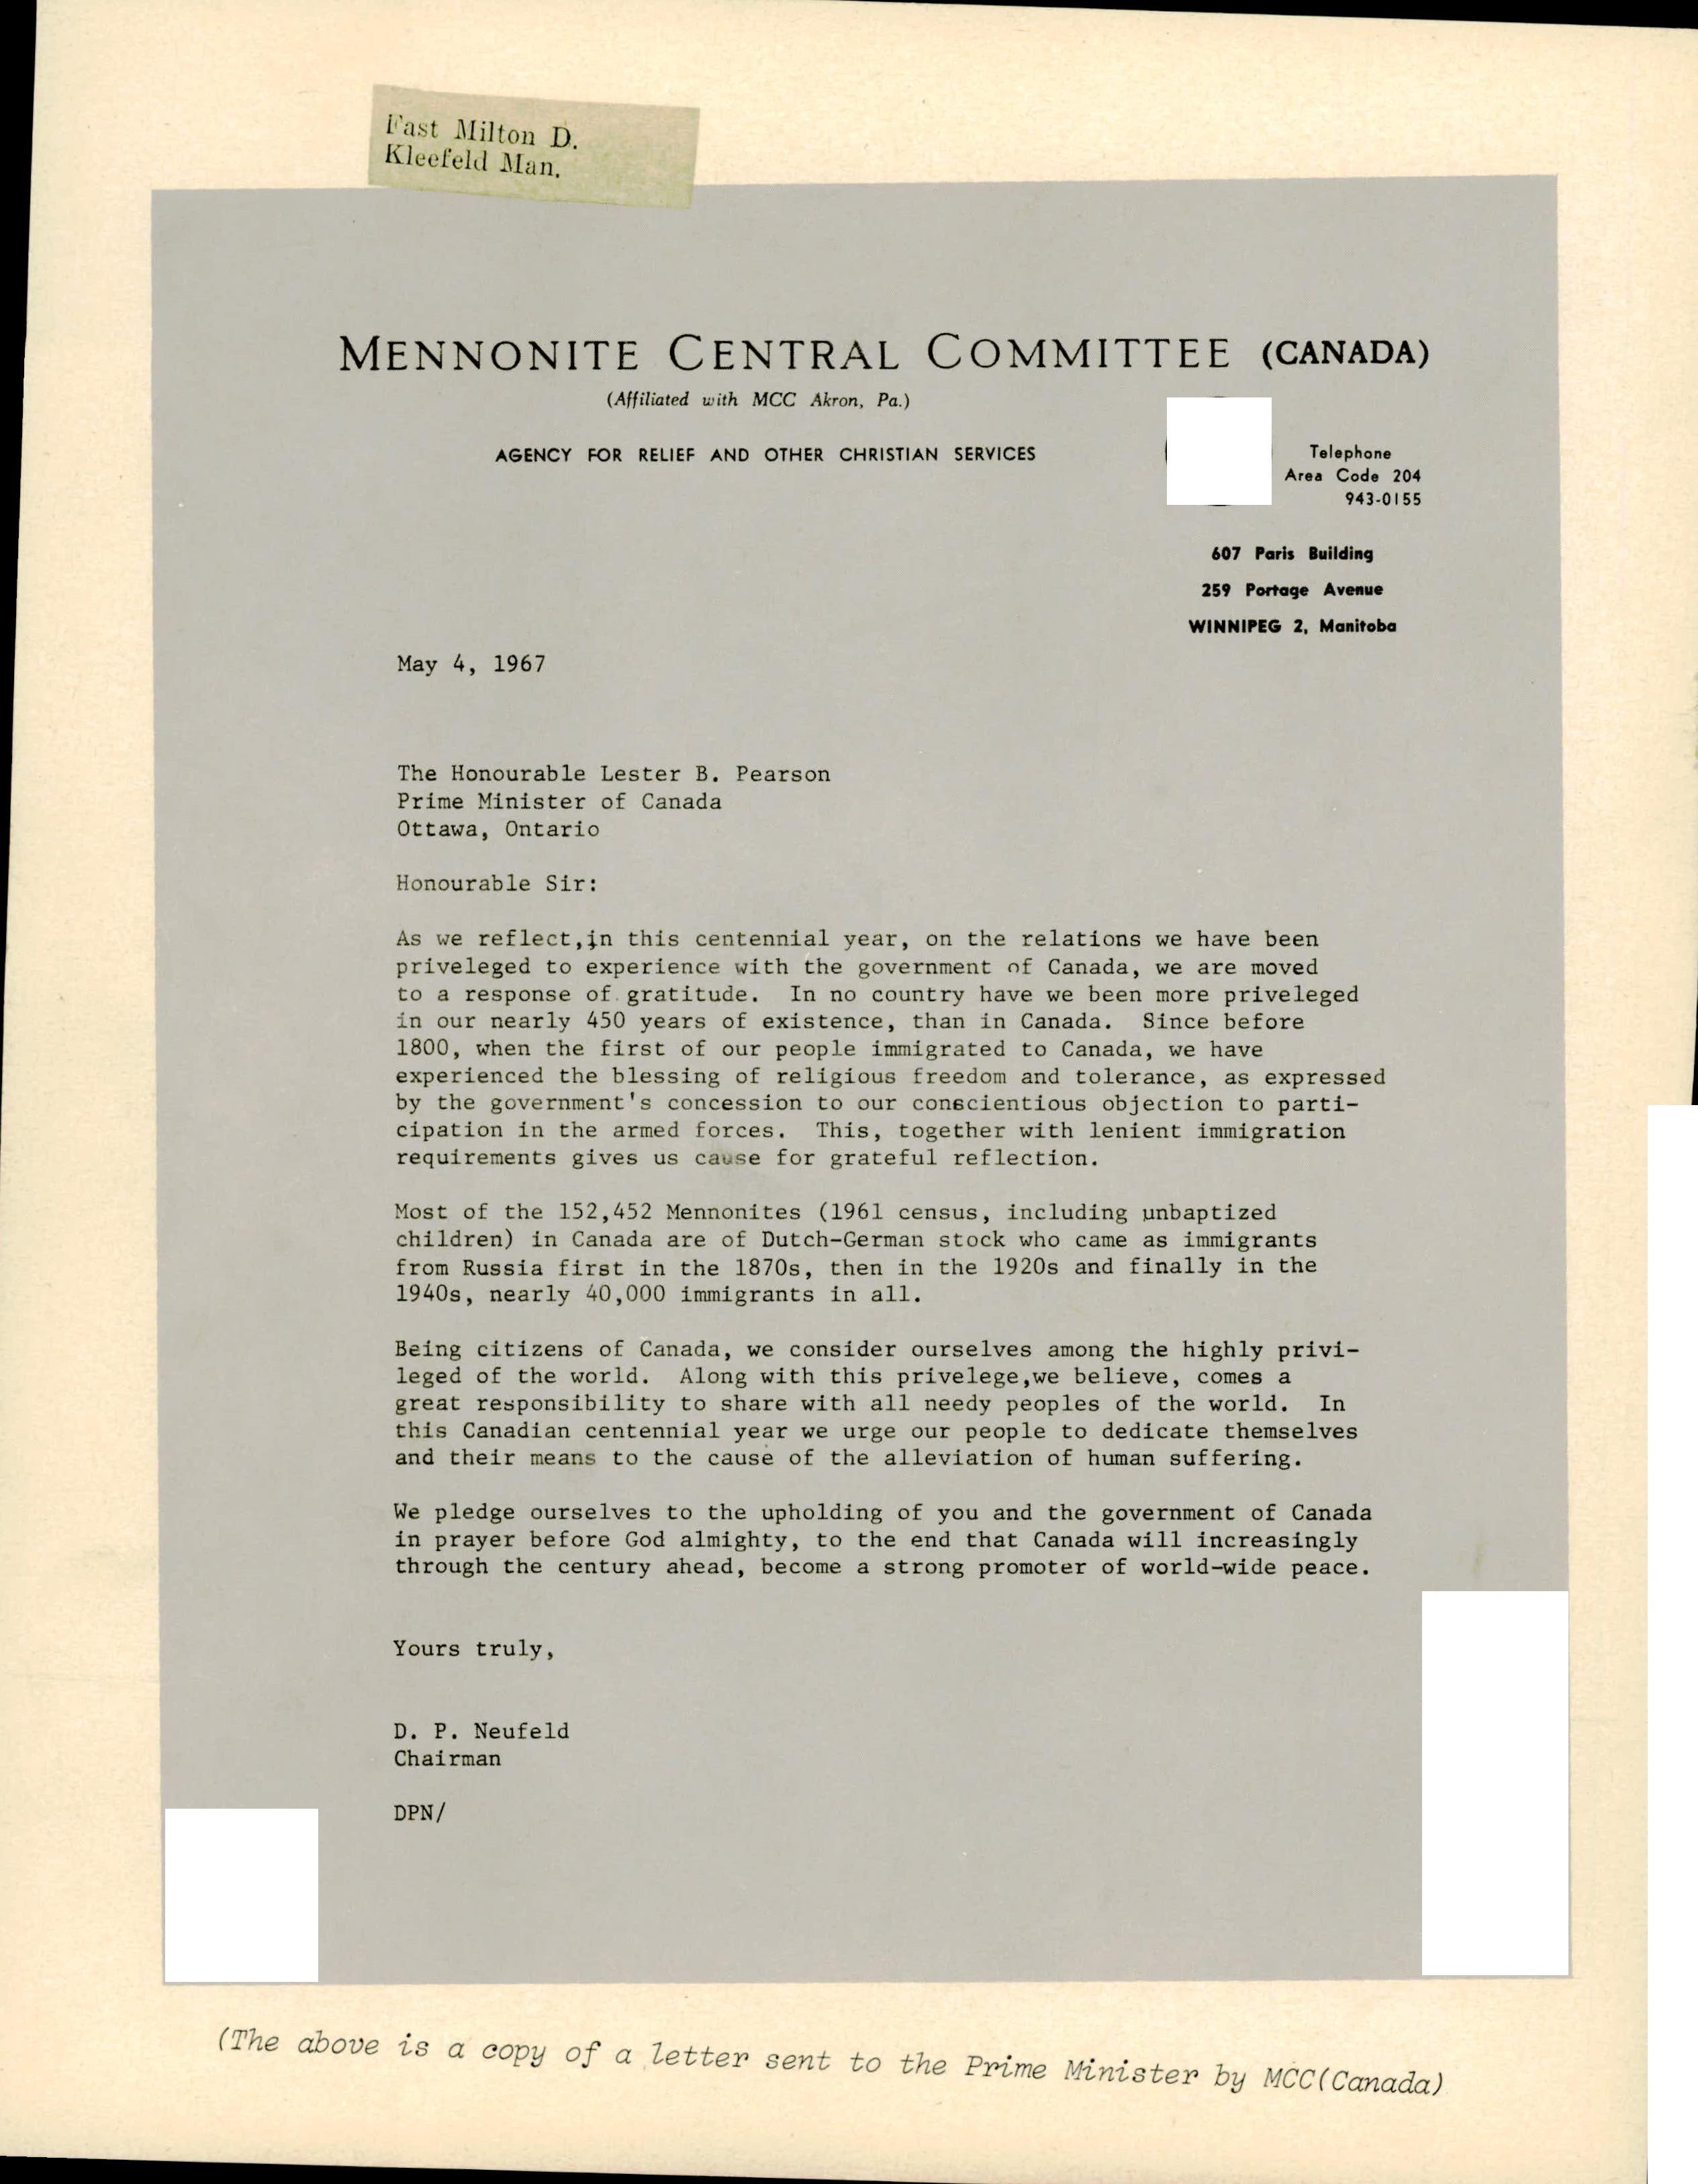 Fast Milton D.
Kleefeld Man.
MENNONITE CENTRAL COMMITTEE (CANADA)
(Affiliated with MCC Akron, Pa.)
AGENCY FOR RELIEF AND OTHER CHRISTIAN SERVICES
Telephone
Area Code 204
943-0155
607 Paris Building
259 Portage Avenue
WINNIPEG 2, Manitoba
May 4, 1967
The Honourable Lester B. Pearson
Prime Minister of Canada
Ottawa, Ontario
Honourable Sir:
As we reflect,in this centennial year, on the relations we have been
priveleged to experience with the government of Canada, we are moved
to a response of gratitude. In no country have we been more priveleged
in our nearly 450 years of existence, than in Canada. Since before
1800, when the first of our people immigrated to Canada, we have
experienced the blessing of religious freedom and tolerance, as expressed
by the government's concession to our conscientious objection to parti-
cipation in the armed forces. This, together with lenient immigration
requirements gives us cause for grateful reflection.
Most of the 152,452 Mennonites (1961 census, including unbaptized
children) in Canada are of Dutch-German stock who came as immigrants
from Russia first in the 1870s, then in the 1920s and finally in the
1940s, nearly 40,000 immigrants in all.
Being citizens of Canada, we consider ourselves among the highly privi-
leged of the world. Along with this privelege,we believe, comes a
great responsibility to share with all needy peoples of the world. In
this Canadian centennial year we urge our people to dedicate themselves
and their means to the cause of the alleviation of human suffering.
We pledge ourselves to the upholding of you and the government of Canada
in prayer before God almighty, to the end that Canada will increasingly
through the century ahead, become a strong promoter of world-wide peace.
Yours truly,
D. P. Neufeld
Chairman
DPN/
(The above is a copy of a letter sent to the Prime Minister by MCC(Canada)